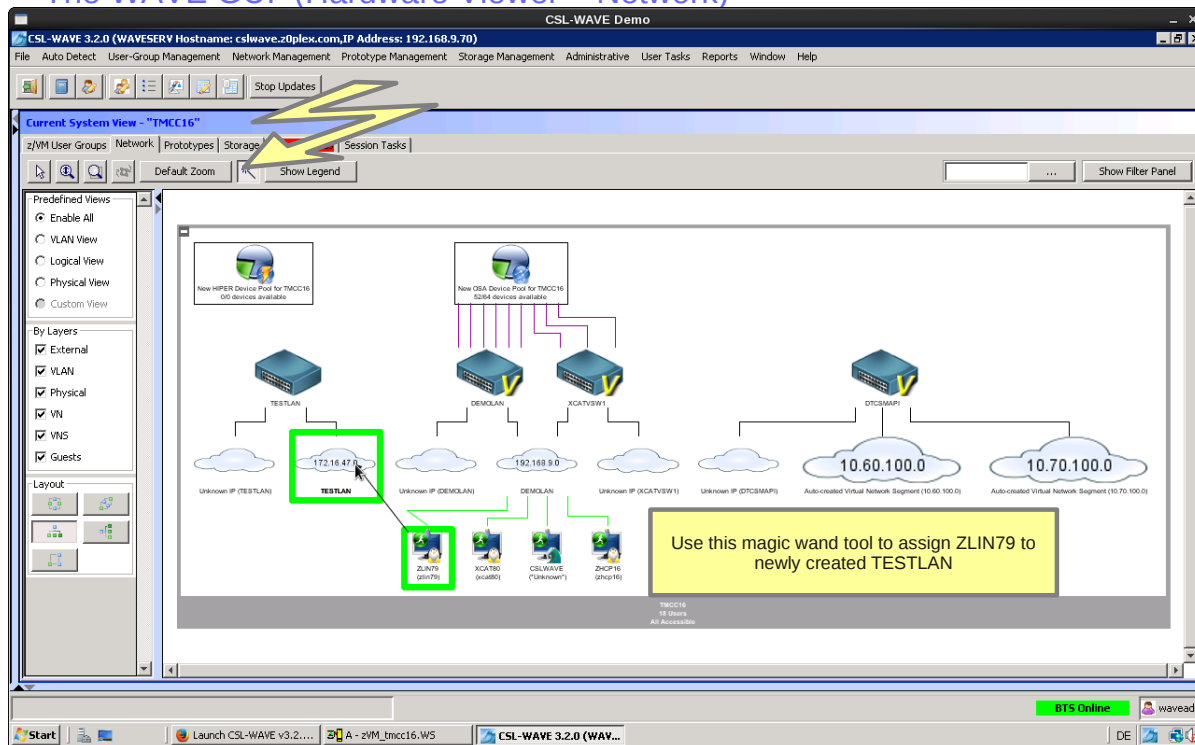 The WAVE GUI (Hardware Viewer – Network)
CSL-WAVE Demo
CSL-WAVE 3.2.0 (WAVESERV Hostname: cslwave.z0plex.com,IP Address: 192.168.9.70)
File Auto Detect User-Group Management Network Management Prototype Management Storage Management Administrative User Tasks Reports Window Help
Stop Updates
Current System View - "TMCC16"
z/VM User Groups Network Prototypes Storage Session Tasks
Default Zoom Show Legend ... Show Filter Panel
Predefined Views
Enable All
VLAN View
Logical View
Physical View
Custom View
By Layers
External
VLAN
Physical
VN
VNS
Guests
Layout
New HIPER Device Pool for TMCC16
0/0 devices available
New OSA Device Pool for TMCC16
52/64 devices available
TESTLAN
DEMOLAN
XCATVSW1
DTCSMAPI
172.16.47.0
192.168.9.0
10.60.100.0
10.70.100.0
Unknown IP (TESTLAN)
TESTLAN
Unknown IP (DEMOLAN)
DEMOLAN
Unknown IP (XCATVSW1)
Unknown IP (DTCSMAPI)
Auto-created Virtual Network Segment (10.60.100.0)
Auto-created Virtual Network Segment (10.70.100.0)
ZLIN79
(zlin79)
XCAT80
(xcat80)
CSLWAVE
("Unknown")
ZHCP16
(zhcp16)
Use this magic wand tool to assign ZLIN79 to
newly created TESTLAN
TMCC16
18 Users
All Accessible
BTS Online
wavead
Start
Launch CSL-WAVE v3.2....
A - zVM_tmcc16.WS
CSL-WAVE 3.2.0 (WAV...
DE